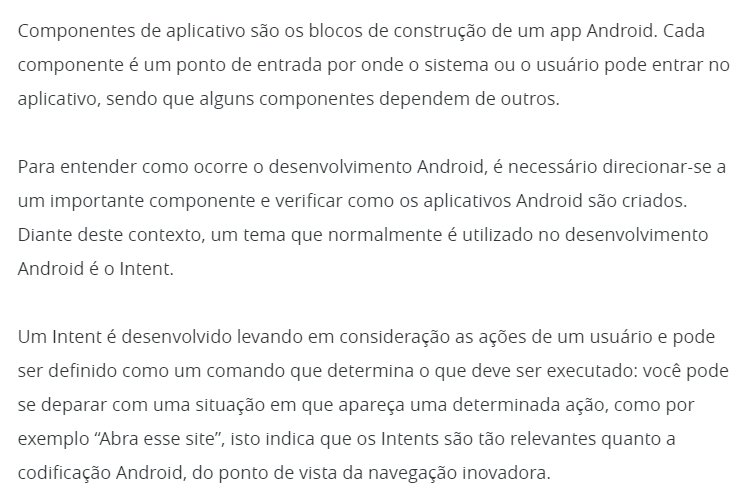 Componentes de aplicativo são os blocos de construção de um app Android. Cada
componente é um ponto de entrada por onde o sistema ou o usuário pode entrar no
aplicativo, sendo que alguns componentes dependem de outros.
Para entender como ocorre o desenvolvimento Android, é necessário direcionar-se a
um importante componente e verificar como os aplicativos Android são criados.
Diante deste contexto, um tema que normalmente é utilizado no desenvolvimento
Android é o Intent.
Um Intent é desenvolvido levando em consideração as ações de um usuário e pode
ser definido como um comando que determina o que deve ser executado: você pode
se deparar com uma situação em que apareça uma determinada ação, como por
exemplo “Abra esse site”, isto indica que os Intents são tão relevantes quanto a
codificação Android, do ponto de vista da navegação inovadora.